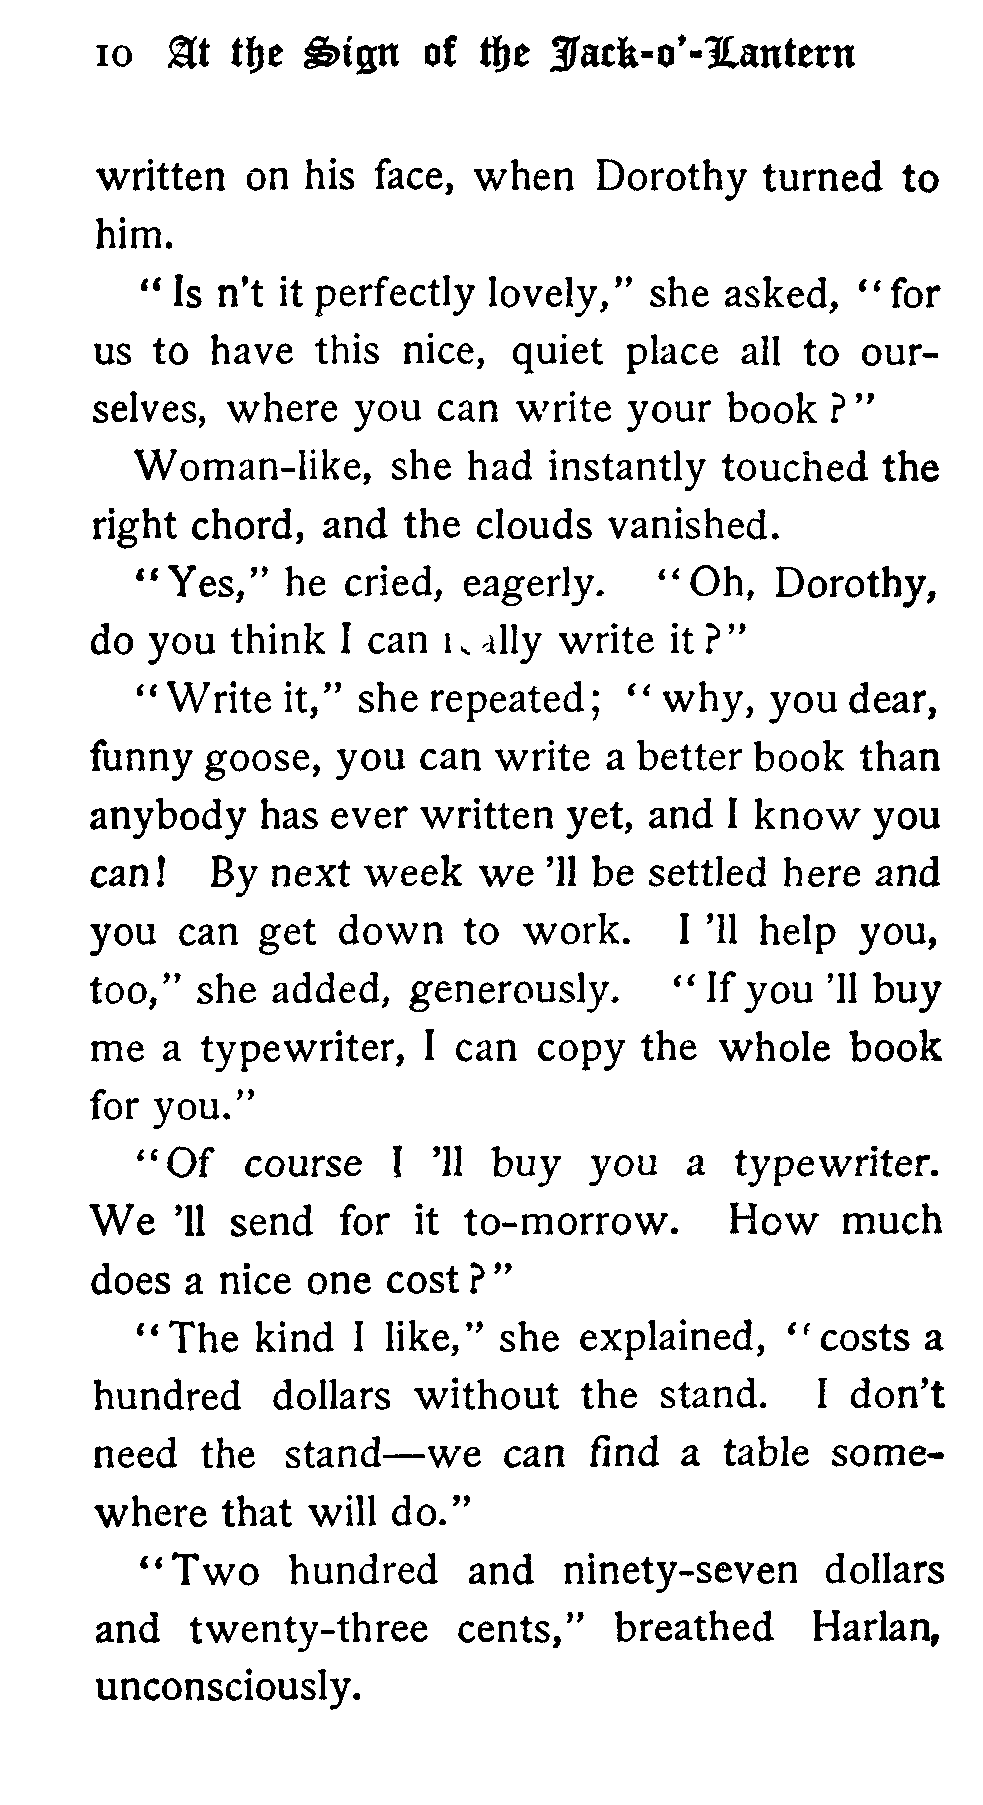 10 At the Sign of the Jack-o'-Lantern
written on his face, when Dorothy turned to
him.
“Is n't it perfectly lovely,” she asked, “for
us to have this nice, quiet place all to our-
selves, where you can write your book?”
Woman-like, she had instantly touched the
right chord, and the clouds vanished.
“Yes,” he cried, eagerly. “Oh, Dorothy,
do you think I can really write it?”
“Write it,” she repeated; “why, you dear,
funny goose, you can write a better book than
anybody has ever written yet, and I know you
can! By next week we 'll be settled here and
you can get down to work. I 'll help you,
too,” she added, generously. “If you 'll buy
me a typewriter, I can copy the whole book
for you.”
“Of course I 'll buy you a typewriter.
We 'll send for it to-morrow. How much
does a nice one cost?”
“The kind I like,” she explained, “costs a
hundred dollars without the stand. I don't
need the stand—we can find a table some-
where that will do.”
“Two hundred and ninety-seven dollars
and twenty-three cents,” breathed Harlan,
unconsciously.